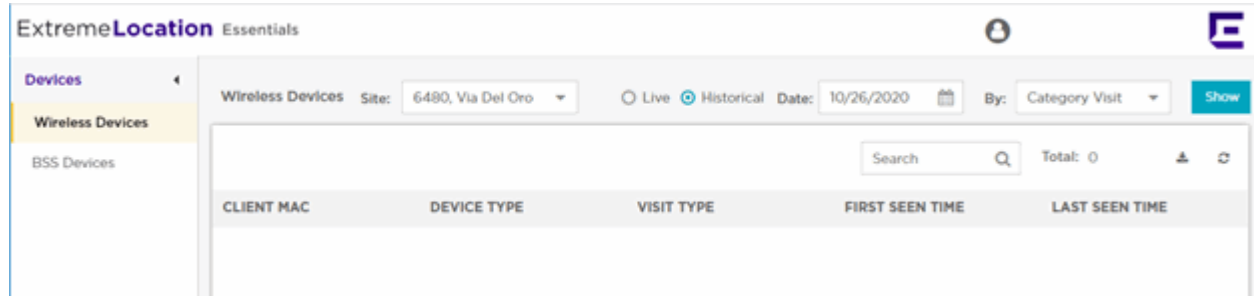 ExtremeLocation Essentials
Devices
Wireless Devices
BSS Devices
Wireless Devices Site: 6480, Via Del Oro Live Historical Date: 10/26/2020 By: Category Visit Show
Search Total: 0
CLIENT MAC DEVICE TYPE VISIT TYPE FIRST SEEN TIME LAST SEEN TIME